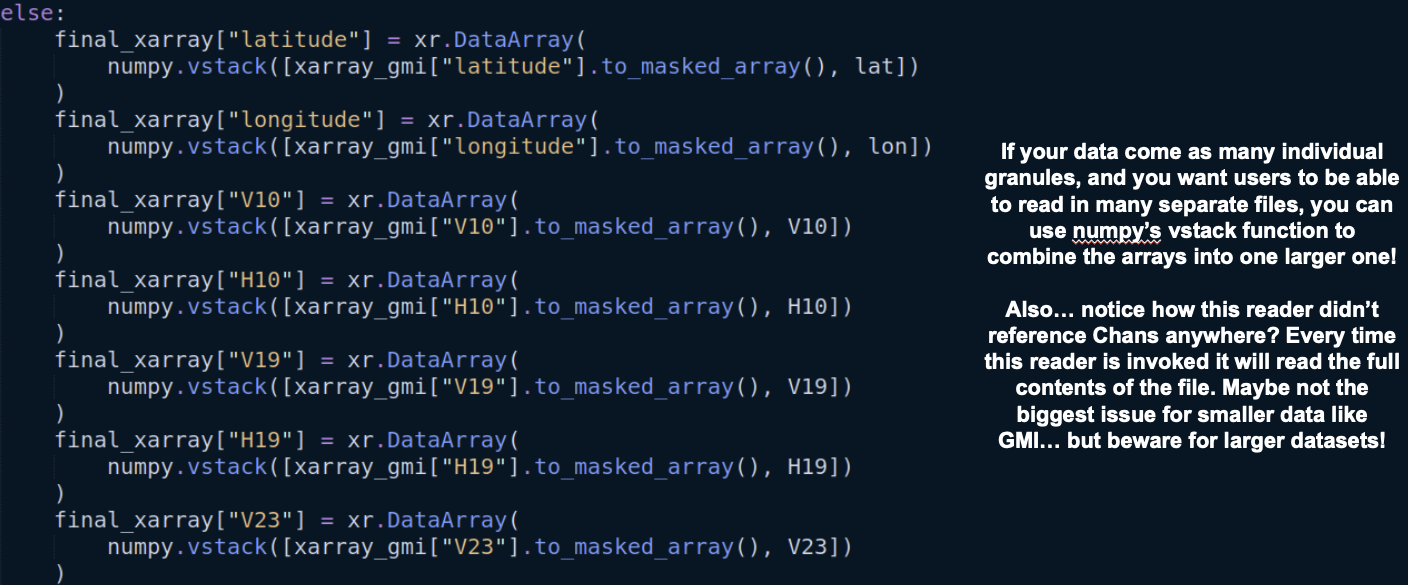 else:
    final_xarray["latitude"] = xr.DataArray(
        numpy.vstack([xarray_gmi["latitude"].to_masked_array(), lat])
    )
    final_xarray["longitude"] = xr.DataArray(
        numpy.vstack([xarray_gmi["longitude"].to_masked_array(), lon])
    )
    final_xarray["V10"] = xr.DataArray(
        numpy.vstack([xarray_gmi["V10"].to_masked_array(), V10])
    )
    final_xarray["H10"] = xr.DataArray(
        numpy.vstack([xarray_gmi["H10"].to_masked_array(), H10])
    )
    final_xarray["V19"] = xr.DataArray(
        numpy.vstack([xarray_gmi["V19"].to_masked_array(), V19])
    )
    final_xarray["H19"] = xr.DataArray(
        numpy.vstack([xarray_gmi["H19"].to_masked_array(), H19])
    )
    final_xarray["V23"] = xr.DataArray(
        numpy.vstack([xarray_gmi["V23"].to_masked_array(), V23])
    )
If your data come as many individual
granules, and you want users to be able
to read in many separate files, you can
use numpy's vstack function to
combine the arrays into one larger one!
Also… notice how this reader didn't
reference Chans anywhere? Every time
this reader is invoked it will read the full
contents of the file. Maybe not the
biggest issue for smaller data like
GMI… but beware for larger datasets!